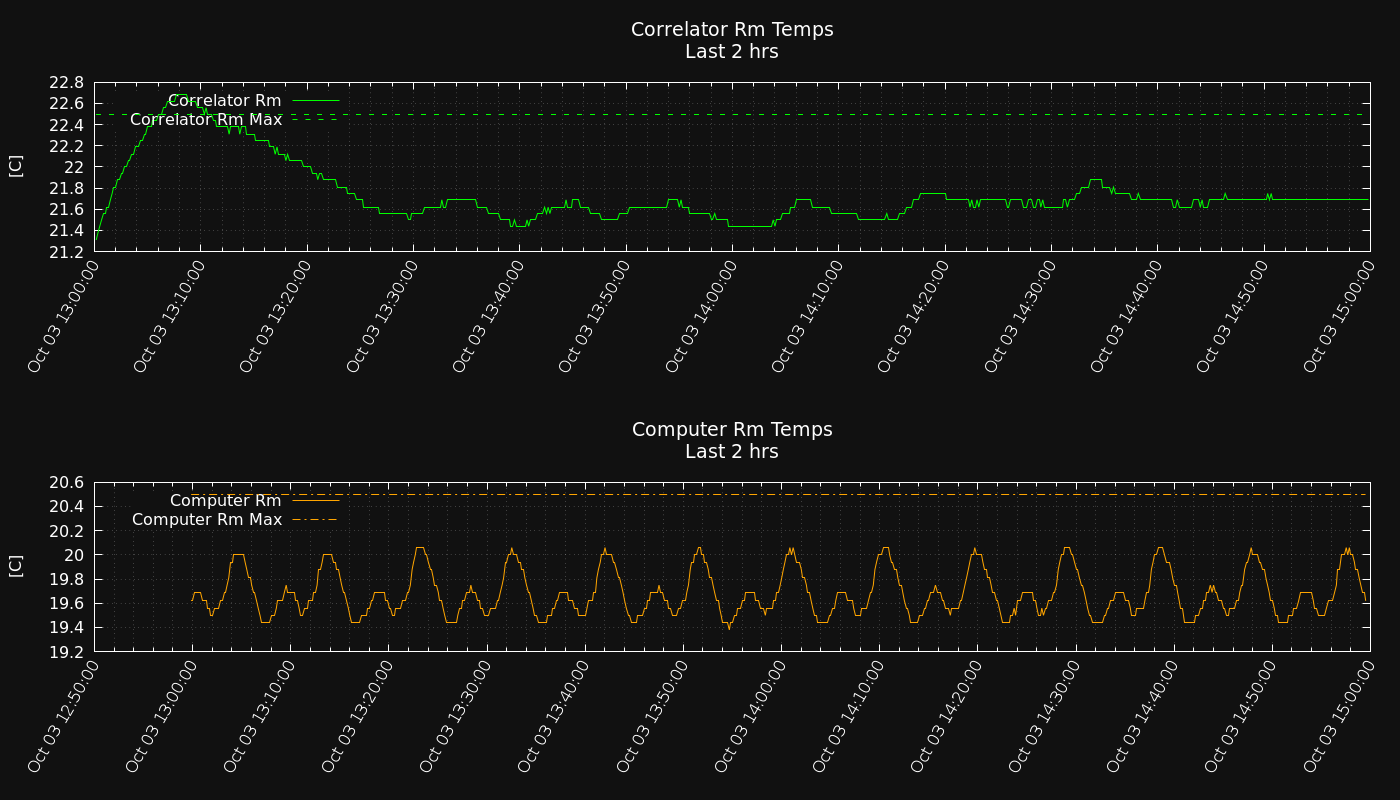 Correlator Rm Temps
Last 2 hrs
22.8
22.6
22.4
22.2
22
21.8
21.6
21.4
21.2
[C]
Correlator Rm
Correlator Rm Max
Oct 03 13:00:00
Oct 03 13:10:00
Oct 03 13:20:00
Oct 03 13:30:00
Oct 03 13:40:00
Oct 03 13:50:00
Oct 03 14:00:00
Oct 03 14:10:00
Oct 03 14:20:00
Oct 03 14:30:00
Oct 03 14:40:00
Oct 03 14:50:00
Oct 03 15:00:00
Computer Rm Temps
Last 2 hrs
20.6
20.4
20.2
20
19.8
19.6
19.4
19.2
[C]
Computer Rm
Computer Rm Max
Oct 03 12:50:00
Oct 03 13:00:00
Oct 03 13:10:00
Oct 03 13:20:00
Oct 03 13:30:00
Oct 03 13:40:00
Oct 03 13:50:00
Oct 03 14:00:00
Oct 03 14:10:00
Oct 03 14:20:00
Oct 03 14:30:00
Oct 03 14:40:00
Oct 03 14:50:00
Oct 03 15:00:00